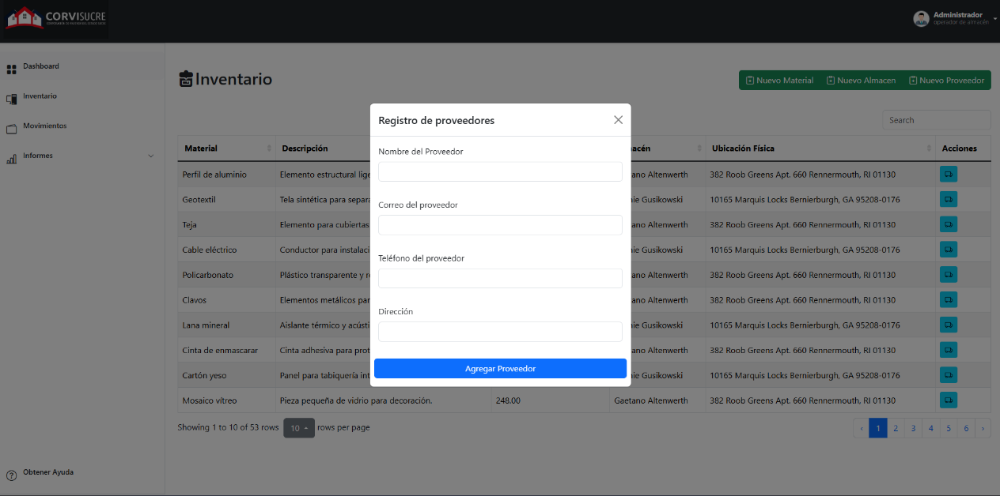 CORVISUCRE
Administrador
operador de almacén
Dashboard
Inventario
Movimientos
Informes
Obtener Ayuda
Inventario
Nuevo Material Nuevo Almacen Nuevo Proveedor
Search
Material Descripción acén Ubicación Física Acciones
Perfil de aluminio Elemento estructural lige ano Altenwerth 382 Roob Greens Apt. 660 Rennermouth, RI 01130
Geotextil Tela sintética para separa nie Gusikowski 10165 Marquis Locks Bernierburgh, GA 95208-0176
Teja Elemento para cubiertas ano Altenwerth 382 Roob Greens Apt. 660 Rennermouth, RI 01130
Cable eléctrico Conductor para instalaci nie Gusikowski 10165 Marquis Locks Bernierburgh, GA 95208-0176
Policarbonato Plástico transparente y re ano Altenwerth 382 Roob Greens Apt. 660 Rennermouth, RI 01130
Clavos Elementos metálicos par nie Gusikowski 382 Roob Greens Apt. 660 Rennermouth, RI 01130
Lana mineral Aislante térmico y acústi nie Gusikowski 10165 Marquis Locks Bernierburgh, GA 95208-0176
Cinta de enmascarar Cinta adhesiva para prot ano Altenwerth 382 Roob Greens Apt. 660 Rennermouth, RI 01130
Cartón yeso Panel para tabiquería int nie Gusikowski 10165 Marquis Locks Bernierburgh, GA 95208-0176
Mosaico vítreo Pieza pequeña de vidrio para decoración. 248.00 Gaetano Altenwerth 382 Roob Greens Apt. 660 Rennermouth, RI 01130
Showing 1 to 10 of 53 rows 10 rows per page
‹ 1 2 3 4 5 6 ›
Registro de proveedores
Nombre del Proveedor
Correo del proveedor
Teléfono del proveedor
Dirección
Agregar Proveedor